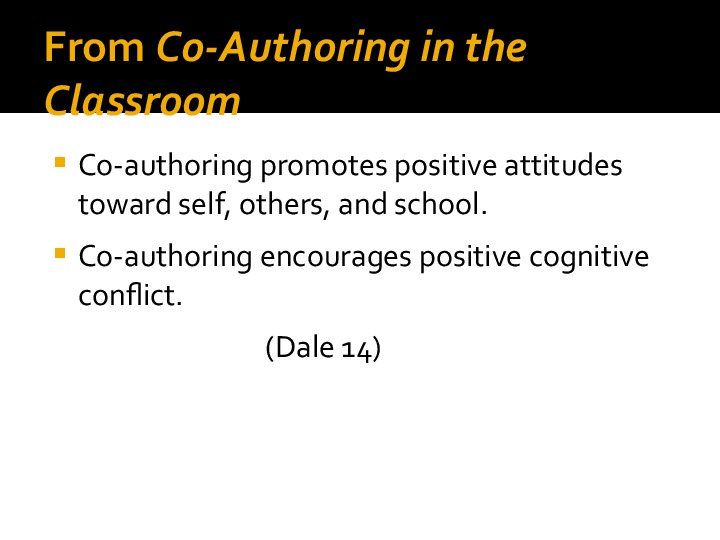 From Co-Authoring in the
Classroom
▪ Co-authoring promotes positive attitudes
toward self, others, and school.
▪ Co-authoring encourages positive cognitive
conflict.
(Dale 14)